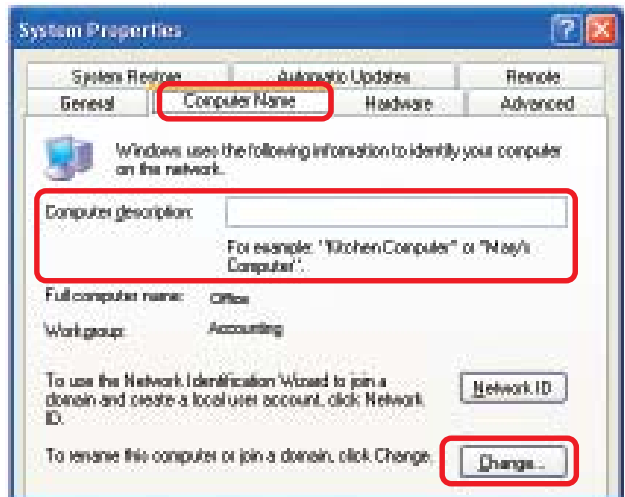 System Properties
System Restore Automatic Updates Remote
General Computer Name Hardware Advanced
Windows uses the following information to identify your computer
on the network.
Computer description:
For example: "Kitchen Computer" or "Mary's
Computer".
Full computer name: Office
Workgroup: Accounting
To use the Network Identification Wizard to join a
domain and create a local user account, click Network
ID.
Network ID
To rename this computer or join a domain, click Change.
Change...